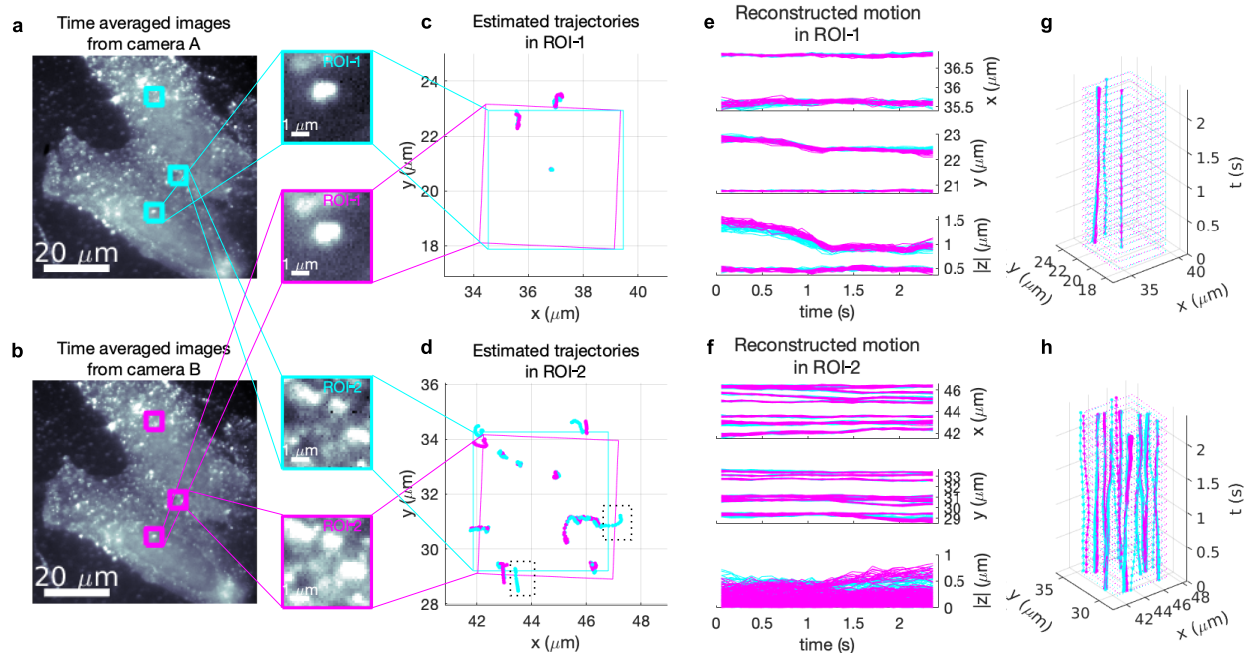 a
Time averaged images
from camera A
20 μm
ROI-1
1 μm
ROI-1
1 μm
c
Estimated trajectories
in ROI-1
24
22
20
18
y (μm)
34
36
38
40
x (μm)
e
Reconstructed motion
in ROI-1
36.5
36
35.5
x (μm)
23
22
21
y (μm)
1.5
1
0.5
|z| (μm)
0
0.5
1
1.5
2
time (s)
g
2
1.5
1
0.5
0
t (s)
24
22
20
18
y (μm)
35
40
x (μm)
b
Time averaged images
from camera B
20 μm
ROI-2
1 μm
ROI-2
1 μm
d
Estimated trajectories
in ROI-2
36
34
32
30
28
y (μm)
42
44
46
48
x (μm)
f
Reconstructed motion
in ROI-2
46
44
42
x (μm)
33
32
31
30
29
y (μm)
1
0.5
0
|z| (μm)
0
0.5
1
1.5
2
time (s)
h
2
1.5
1
0.5
0
t (s)
35
30
y (μm)
42
44
46
48
x (μm)